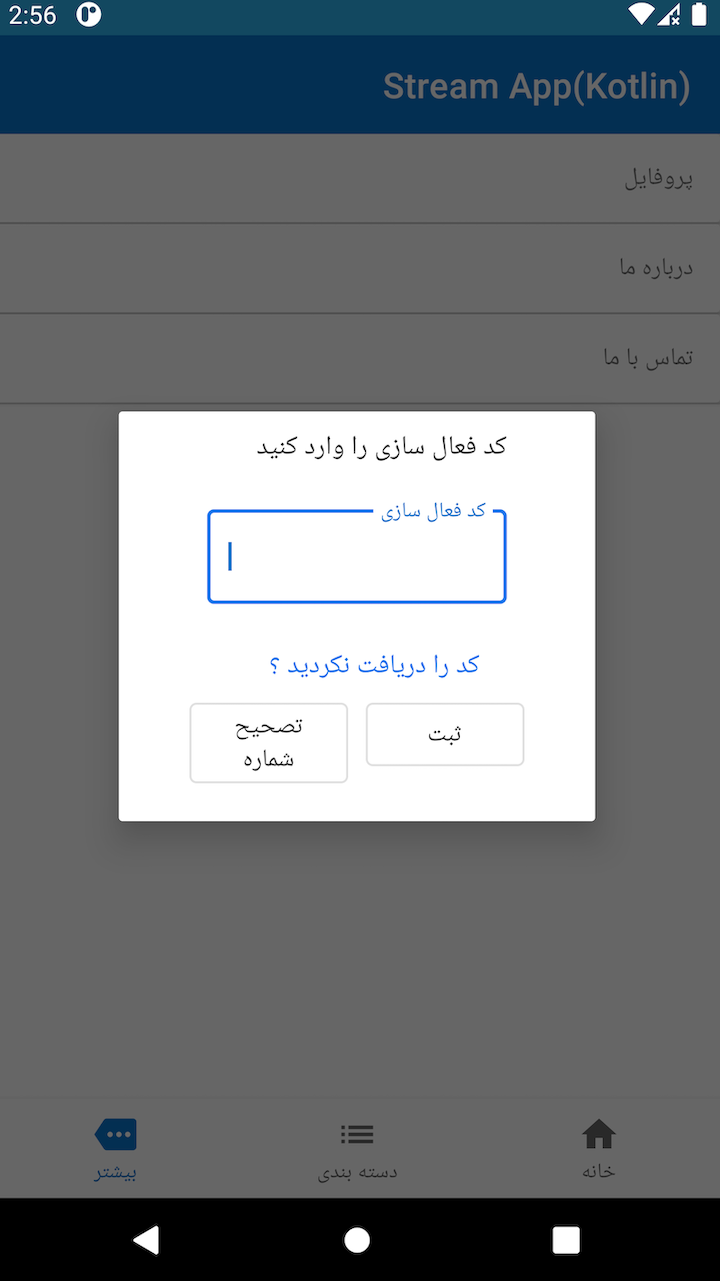 2:56
Stream App(Kotlin)
پروفایل
درباره ما
تماس با ما
کد فعال سازی را وارد کنید
کد فعال سازی
کد را دریافت نکردید ؟
ثبت
تصحیح
شماره
خانه
دسته بندی
بیشتر